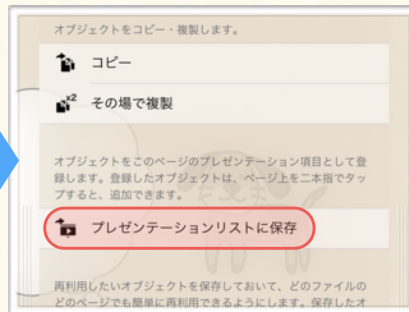 オブジェクトをコピー・複製します。
コピー
x2 その場で複製
オブジェクトをこのページのプレゼンテーション項目として登
録します。登録したオブジェクトは、ページ上を二本指でタッ
プすると、追加できます。
プレゼンテーションリストに保存
再利用したいオブジェクトを保存しておいて、どのファイルの
どのページでも簡単に再利用できるようにします。保存したオ